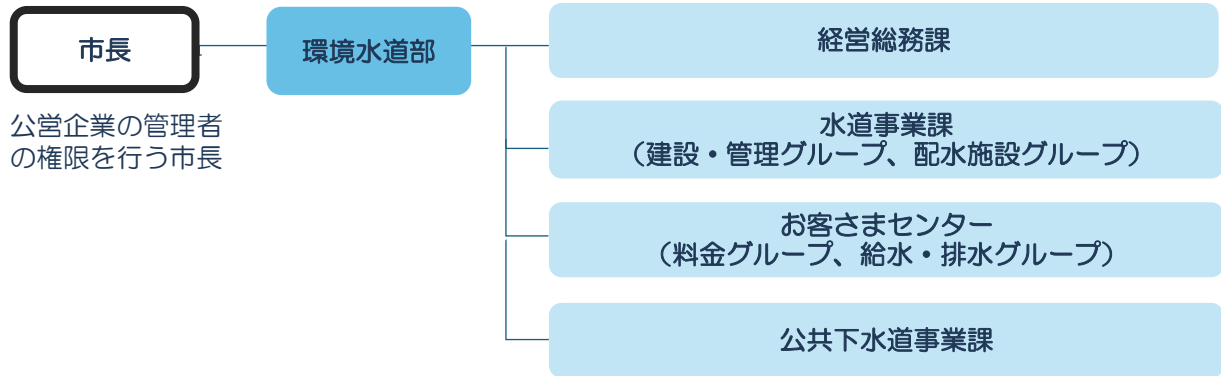 市長
公営企業の管理者
の権限を行う市長
環境水道部
経営総務課
水道事業課
（建設・管理グループ、配水施設グループ）
お客さまセンター
（料金グループ、給水・排水グループ）
公共下水道事業課